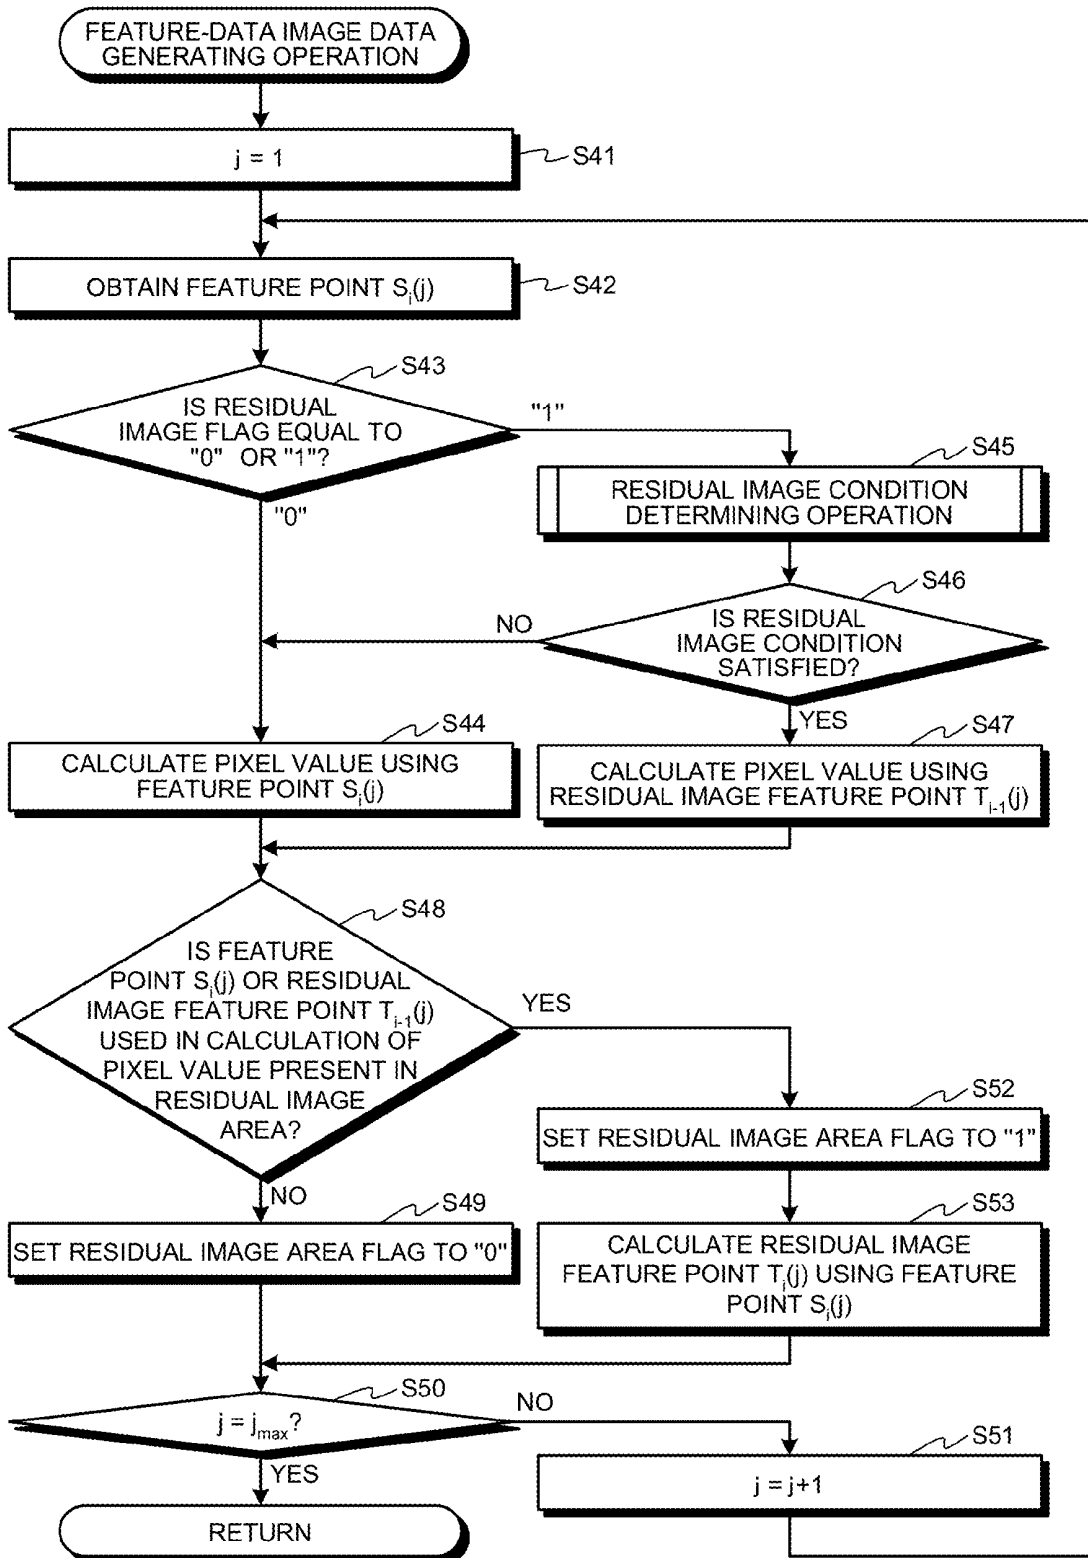 FEATURE-DATA IMAGE DATA
GENERATING OPERATION
j = 1
S41
OBTAIN FEATURE POINT Si(j)
S42
S43
IS RESIDUAL
IMAGE FLAG EQUAL TO
"0" OR "1"?
"1"
"0"
S45
RESIDUAL IMAGE CONDITION
DETERMINING OPERATION
S46
IS RESIDUAL
IMAGE CONDITION
SATISFIED?
NO
YES
S44
CALCULATE PIXEL VALUE USING
FEATURE POINT Si(j)
S47
CALCULATE PIXEL VALUE USING
RESIDUAL IMAGE FEATURE POINT Ti-1(j)
S48
IS FEATURE
POINT Si(j) OR RESIDUAL
IMAGE FEATURE POINT Ti-1(j)
USED IN CALCULATION OF
PIXEL VALUE PRESENT IN
RESIDUAL IMAGE
AREA?
YES
NO
S52
SET RESIDUAL IMAGE AREA FLAG TO "1"
S49
SET RESIDUAL IMAGE AREA FLAG TO "0"
S53
CALCULATE RESIDUAL IMAGE
FEATURE POINT Ti(j) USING FEATURE
POINT Si(j)
S50
j = jmax?
NO
YES
S51
j = j+1
RETURN